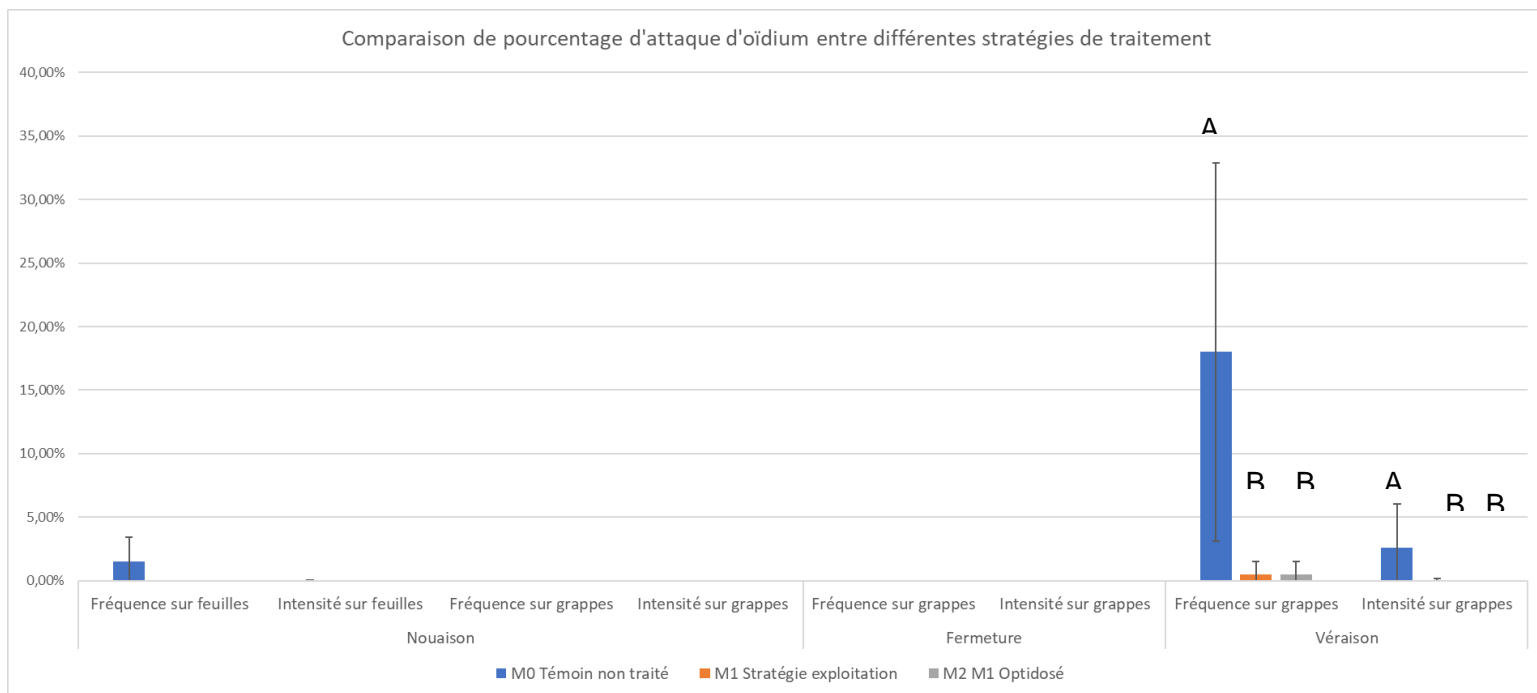 Comparaison de pourcentage d'attaque d'oïdium entre différentes stratégies de traitement
40,00%
35,00%
30,00%
25,00%
20,00%
15,00%
10,00%
5,00%
0,00%
A
B B A B B
Fréquence sur feuilles Intensité sur feuilles Fréquence sur grappes Intensité sur grappes Fréquence sur grappes Intensité sur grappes Fréquence sur grappes Intensité sur grappes
Nouaison Fermeture Véraison
M0 Témoin non traité M1 Stratégie exploitation M2 M1 Optidosé